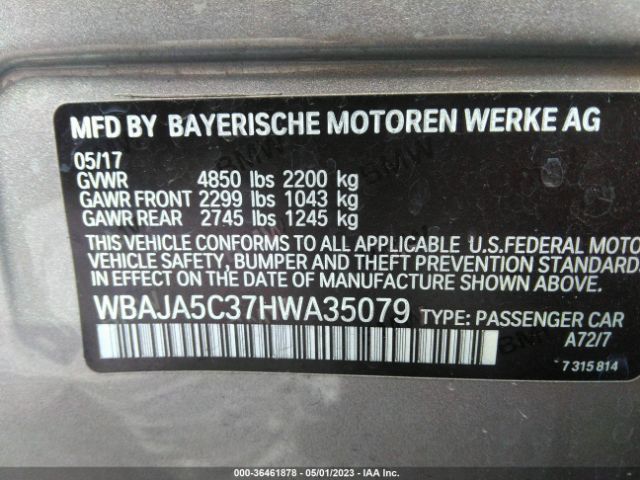 MFD BY BAYERISCHE MOTOREN WERKE AG
05/17
GVWR 4850 lbs 2200 kg
GAWR FRONT 2299 lbs 1043 kg
GAWR REAR 2745 lbs 1245 kg
THIS VEHICLE CONFORMS TO ALL APPLICABLE U.S.FEDERAL MOTO
VEHICLE SAFETY, BUMPER AND THEFT PREVENTION STANDARDS
IN EFFECT ON THE DATE OF MANUFACTURE SHOWN ABOVE.
WBAJA5C37HWA35079 TYPE: PASSENGER CAR
A72/7
7 315 814
000-36461878 - 05/01/2023 - IAA Inc.